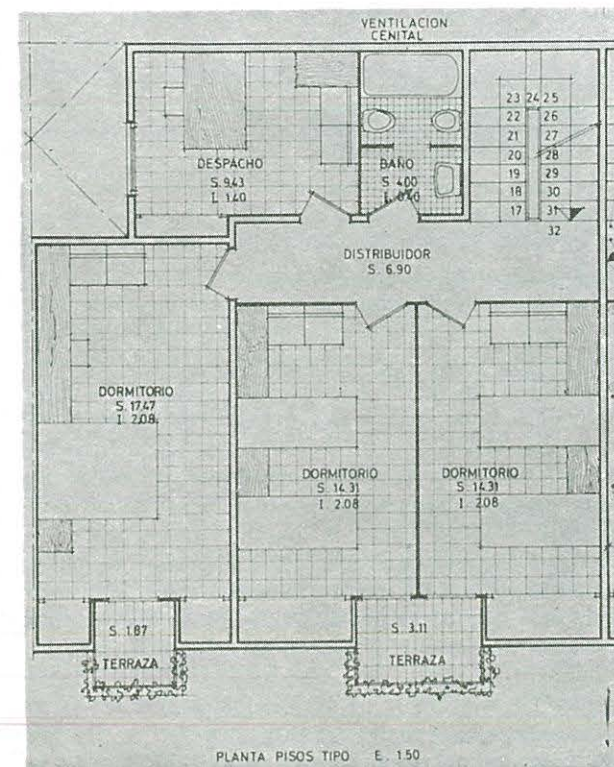 VENTILACION
CENITAL
DESPACHO
S. 9.43
I. 1.40
BAÑO
S. 4.00
I. 0.40
23 24 25
22 26
21 27
20 28
19 29
18 30
17 31
32
DISTRIBUIDOR
S. 6.90
DORMITORIO
S. 17.47
I. 2.08
DORMITORIO
S. 14.31
I. 2.08
DORMITORIO
S. 14.31
I. 2.08
S. 1.87
TERRAZA
S. 3.11
TERRAZA
PLANTA PISOS TIPO E. 1.50